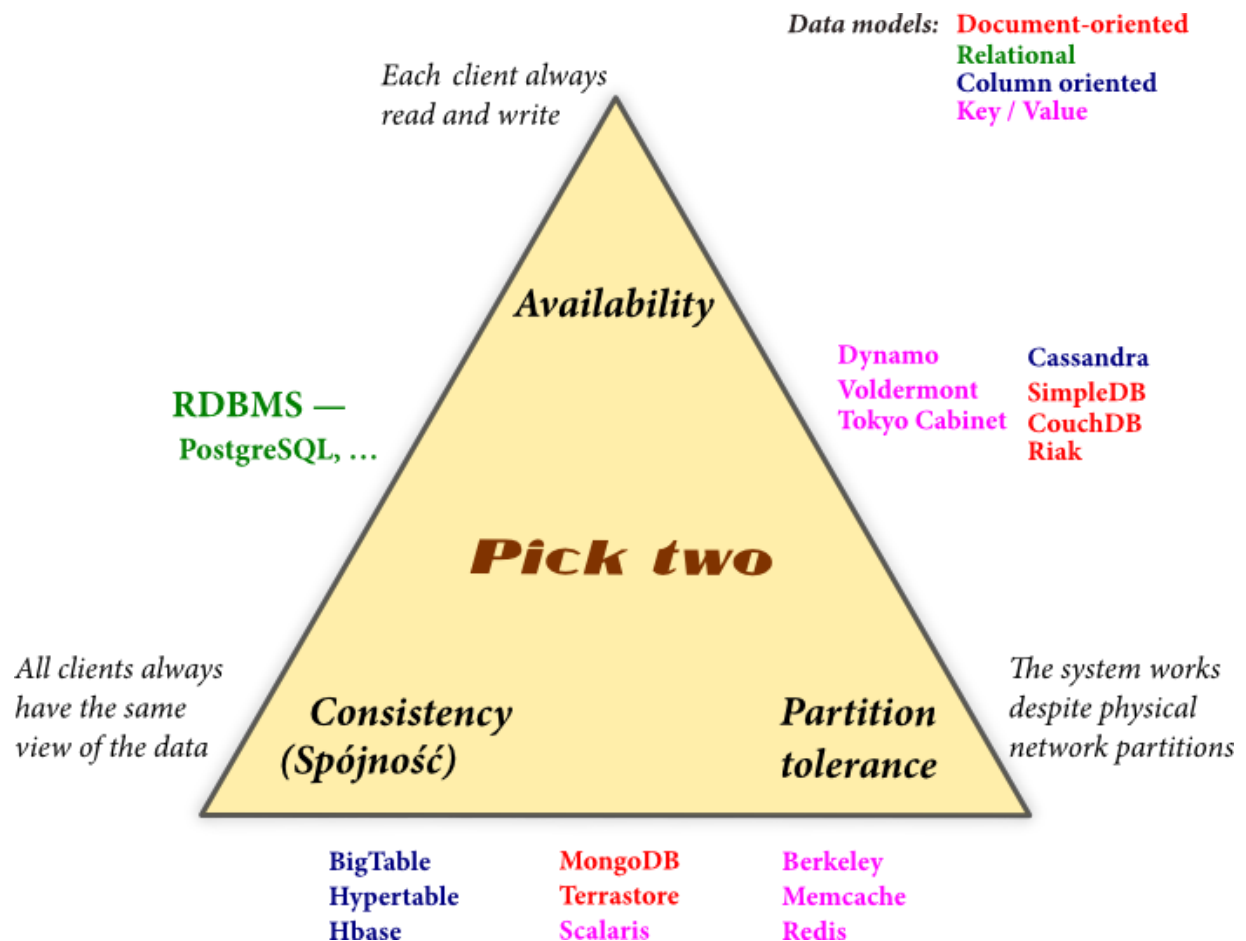 Data models: Document-oriented
Relational
Column oriented
Key / Value
Each client always
read and write
Availability
RDBMS —
PostgreSQL, …
Dynamo
Voldermont
Tokyo Cabinet
Cassandra
SimpleDB
CouchDB
Riak
Pick two
All clients always
have the same
view of the data
Consistency
(Spójność)
Partition
tolerance
The system works
despite physical
network partitions
BigTable
Hypertable
Hbase
MongoDB
Terrastore
Scalaris
Berkeley
Memcache
Redis